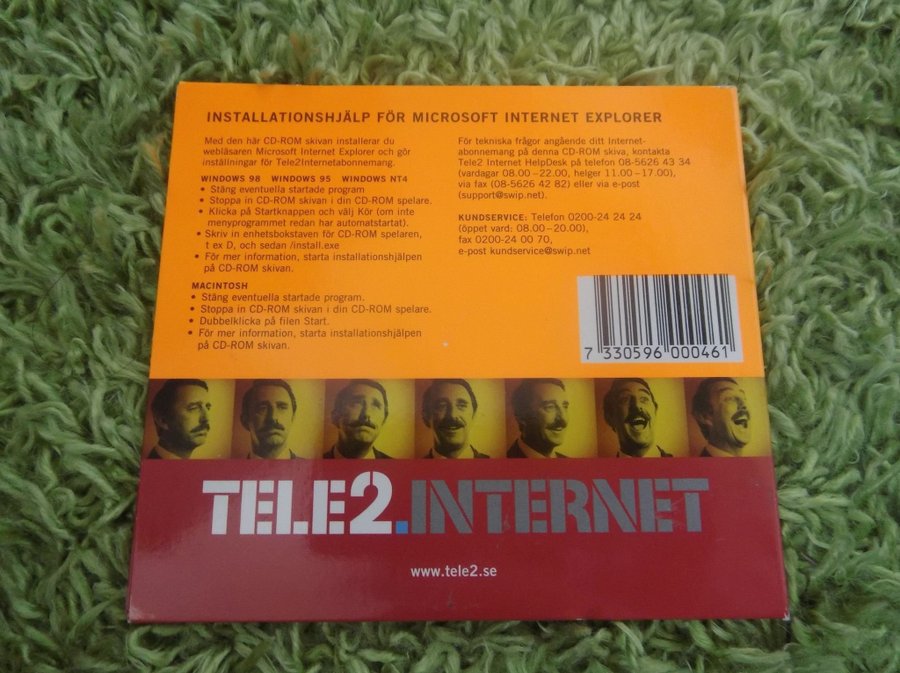 INSTALLATIONSHJÄLP FÖR MICROSOFT INTERNET EXPLORER
Med den här CD-ROM skivan installerar du
webläsaren Microsoft Internet Explorer och gör
inställningar för Tele2Internetabonnemang.
WINDOWS 98 WINDOWS 95 WINDOWS NT4
• Stäng eventuella startade program
• Stoppa in CD-ROM skivan i din CD-ROM spelare.
• Klicka på Startknappen och välj Kör (om inte
menyprogrammet redan har automatstartat).
• Skriv in enhetsbokstaven för CD-ROM spelaren,
t ex D, och sedan /install.exe
• För mer information, starta installationshjälpen
på CD-ROM skivan.
MACINTOSH
• Stäng eventuella startade program.
• Stoppa in CD-ROM skivan i din CD-ROM spelare.
• Dubbelklicka på filen Start.
• För mer information, starta installationshjälpen
på CD-ROM skivan.
För tekniska frågor angående ditt Internet-
abonnemang på denna CD-ROM skiva, kontakta
Tele2 Internet HelpDesk på telefon 08-5626 43 34
(vardagar 08.00–22.00, helger 11.00–17.00),
via fax (08-5626 42 82) eller via e-post
(support@swip.net).
KUNDSERVICE: Telefon 0200-24 24 24
(öppet vard: 08.00–20.00),
fax 0200-24 00 70,
e-post kundservice@swip.net
7 330596 000461
TELE2.INTERNET
www.tele2.se